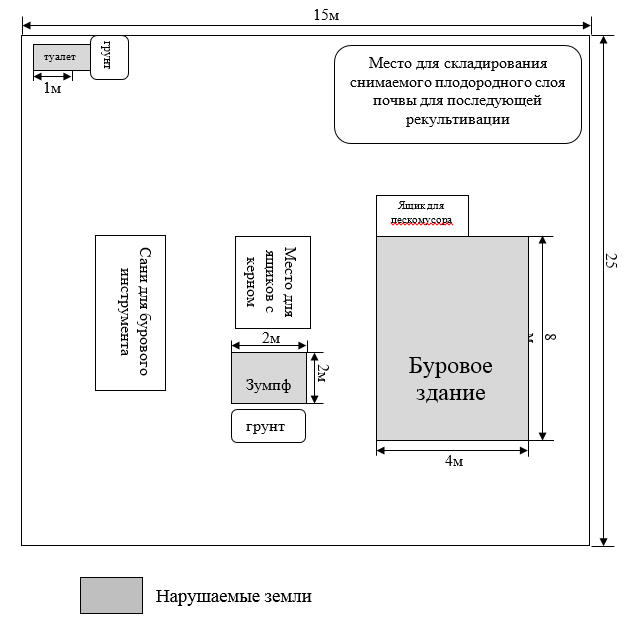 15м
туалет
грунт
1м
Место для складирования
снимаемого плодородного слоя
почвы для последующей
рекультивации
25
Ящик для
пескомусора
Сани для бурового
инструмента
Место для
ящиков с
керном
2м
2м
Зумпф
грунт
8
м
Буровое
здание
4м
Нарушаемые земли